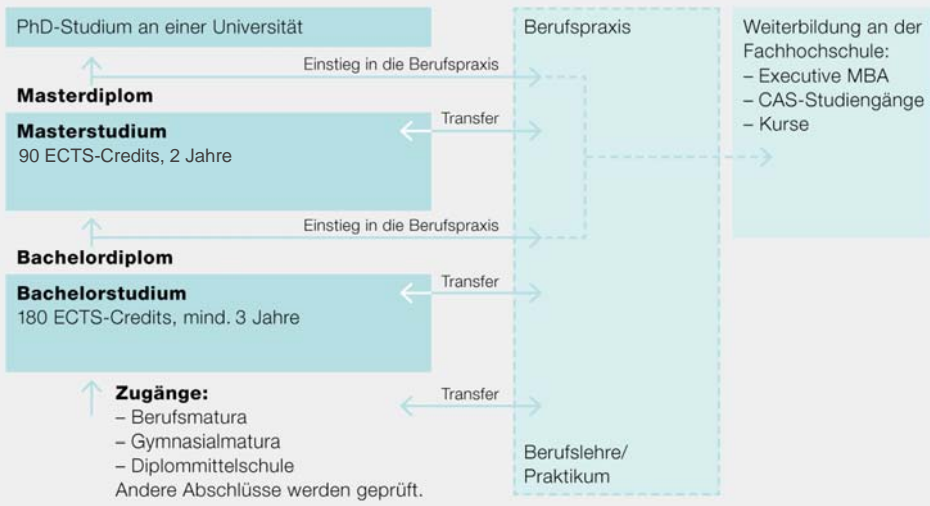 PhD-Studium an einer Universität
Einstieg in die Berufspraxis
Masterdiplom
Masterstudium
90 ECTS-Credits, 2 Jahre
Transfer
Einstieg in die Berufspraxis
Bachelordiplom
Bachelorstudium
180 ECTS-Credits, mind. 3 Jahre
Transfer
Zugänge:
– Berufsmatura
– Gymnasialmatura
– Diplommittelschule
Andere Abschlüsse werden geprüft.
Transfer
Berufspraxis
Berufslehre/
Praktikum
Weiterbildung an der
Fachhochschule:
– Executive MBA
– CAS-Studiengänge
– Kurse